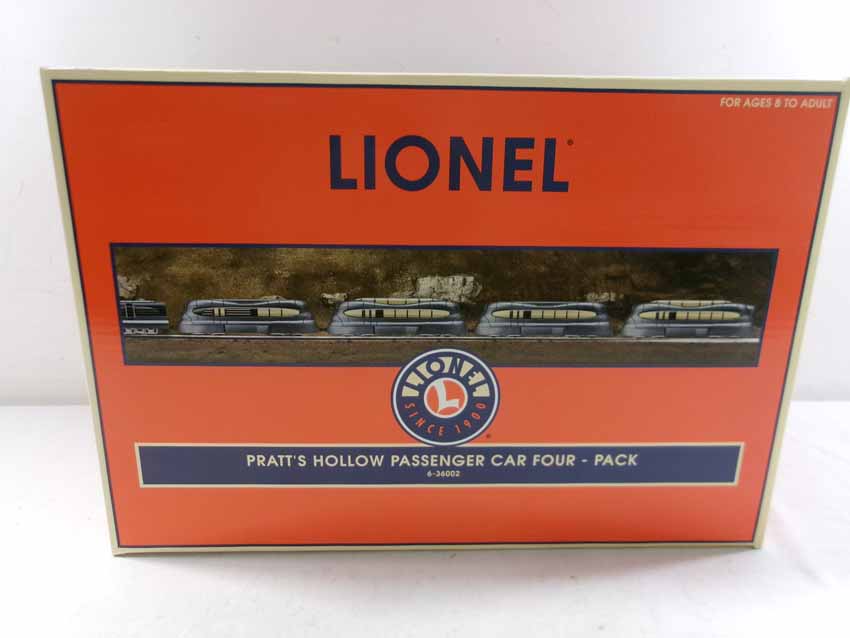 FOR AGES 8 TO ADULT
LIONEL®
LIONEL
L
SINCE 1900
®
PRATT'S HOLLOW PASSENGER CAR FOUR - PACK
6-36002